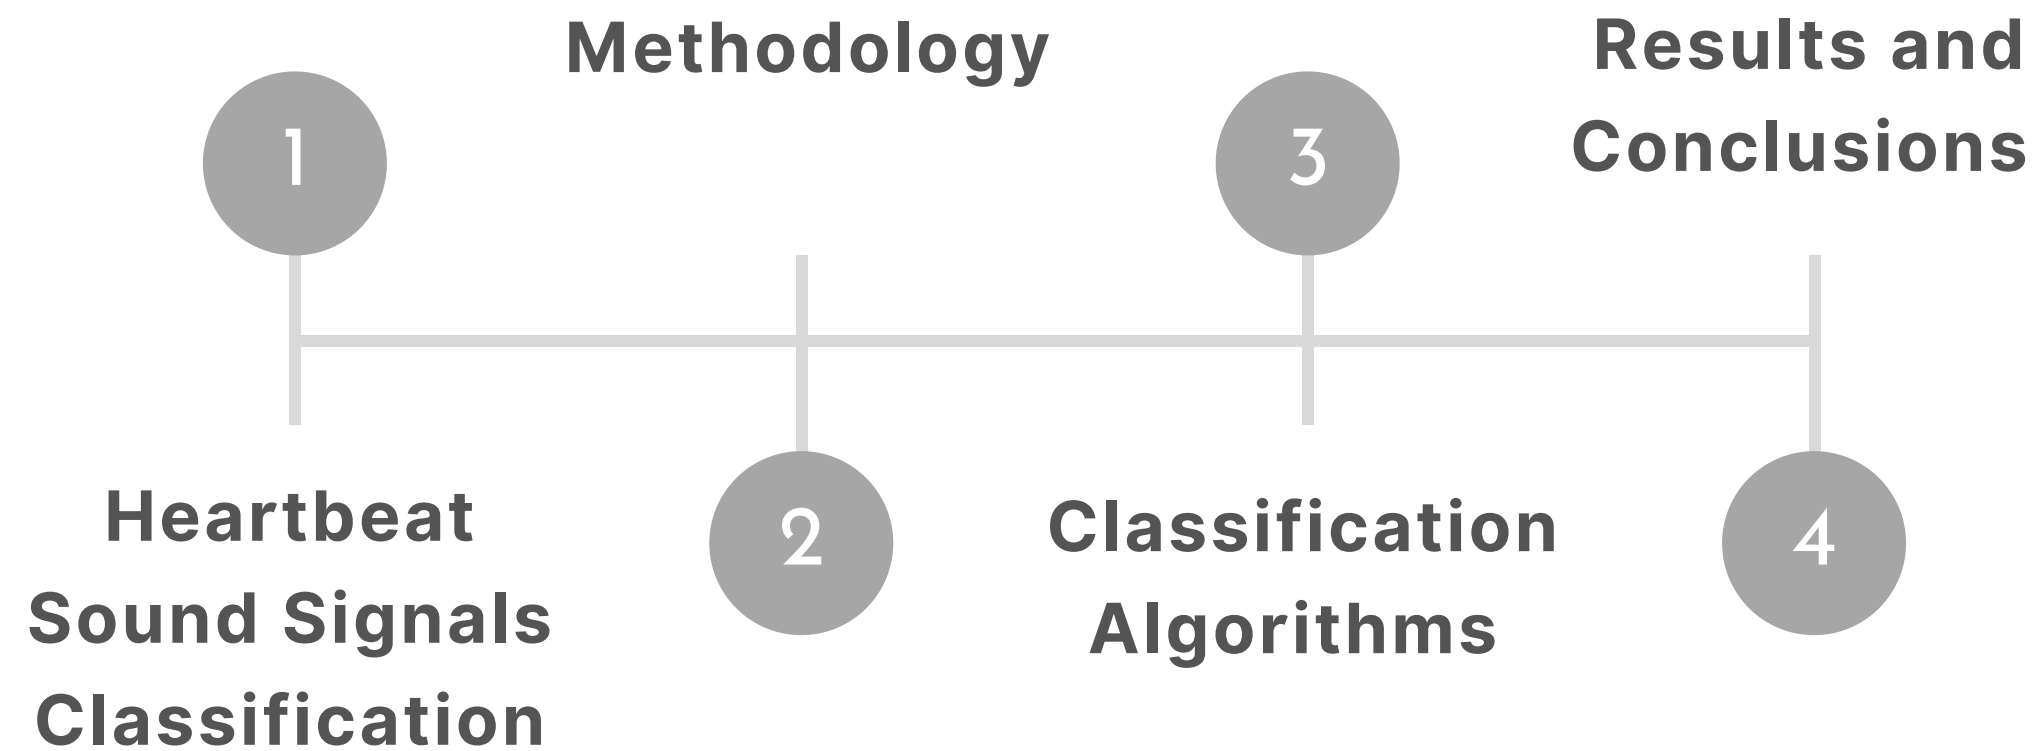 1
Heartbeat
Sound Signals
Classification
Methodology
2
3
Classification
Algorithms
Results and
Conclusions
4